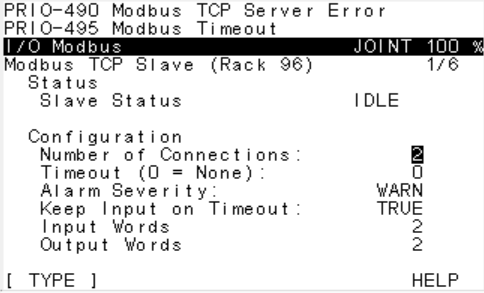 PRIO-490 Modbus TCP Server Error
PRIO-495 Modbus Timeout
I/O Modbus JOINT 100 %
Modbus TCP Slave (Rack 96) 1/6
Status
Slave Status IDLE
Configuration
Number of Connections: 2
Timeout (0 = None): 0
Alarm Severity: WARN
Keep Input on Timeout: TRUE
Input Words 2
Output Words 2
[ TYPE ] HELP